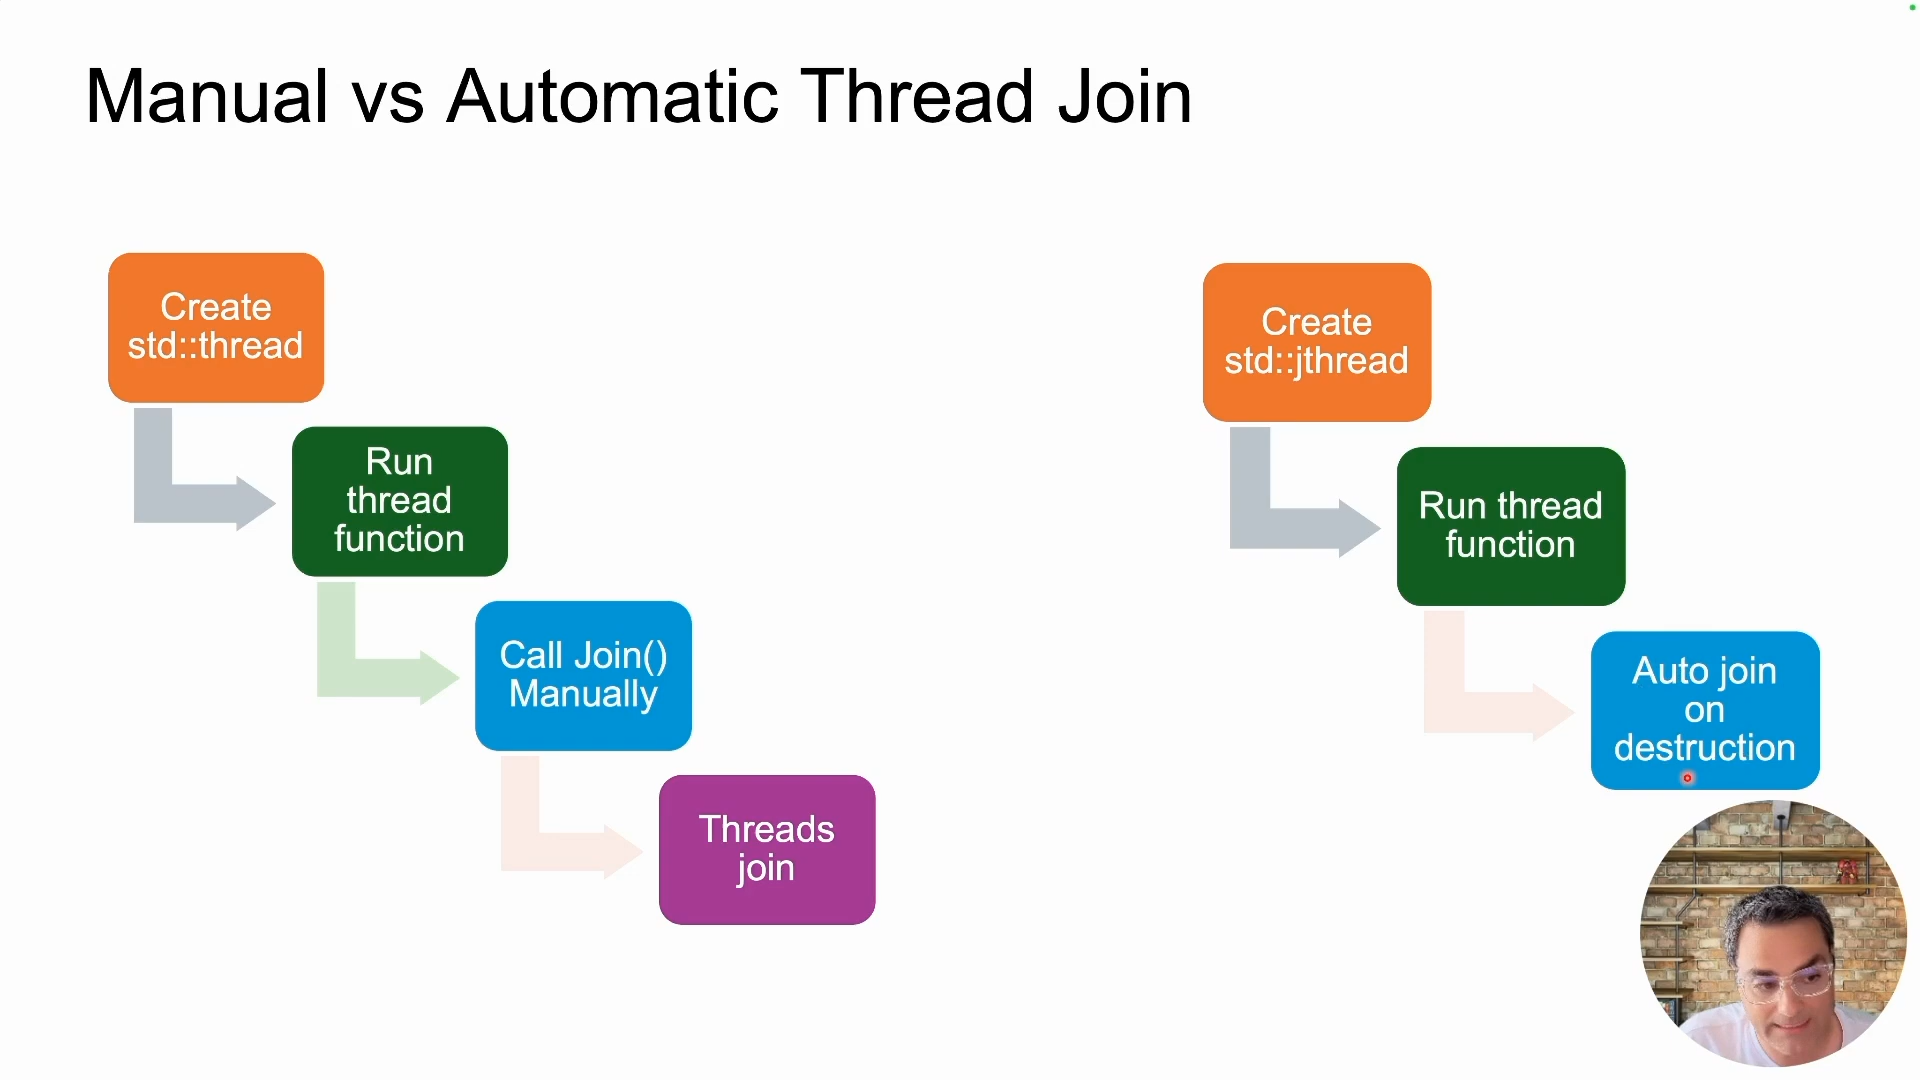 Manual vs Automatic Thread Join
Create
std::thread
Run
thread
function
Call Join()
Manually
Threads
join
Create
std::jthread
Run thread
function
Auto join
on
destruction